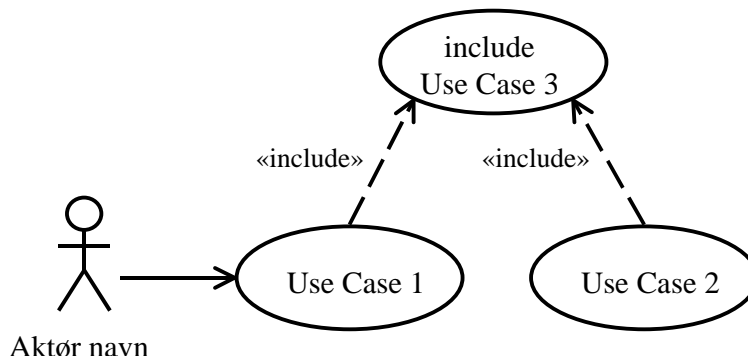 include
Use Case 3
«include»
«include»
Use Case 1
Use Case 2
Aktør navn